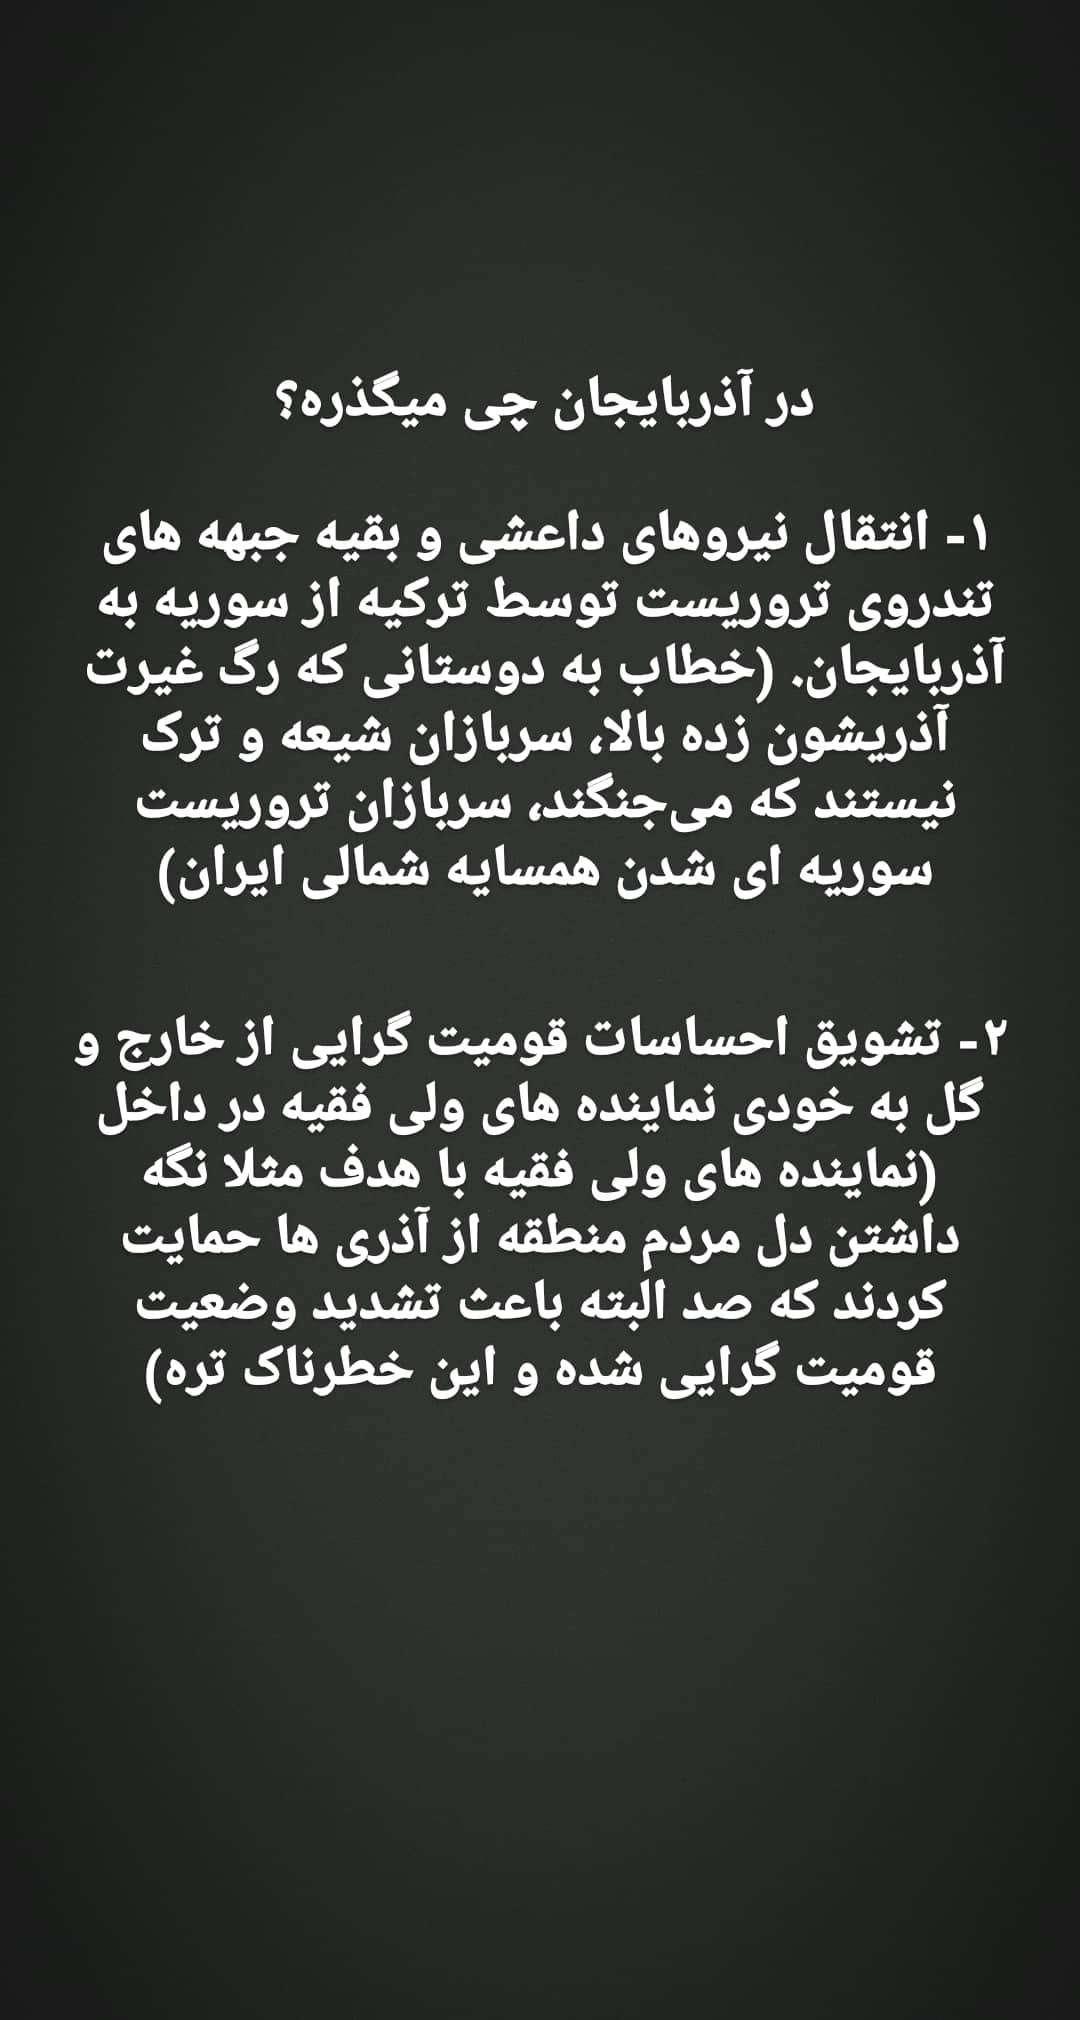 در آذربایجان چی میگذره؟
۱- انتقال نیروهای داعشی و بقیه جبهه های
تندروی تروریست توسط ترکیه از سوریه به
آذربایجان. (خطاب به دوستانی که رگ غیرت
آذریشون زده بالا، سربازان شیعه و ترک
نیستند که می‌جنگند، سربازان تروریست
سوریه ای شدن همسایه شمالی ایران)
۲- تشویق احساسات قومیت گرایی از خارج و
گل به خودی نماینده های ولی فقیه در داخل
(نماینده های ولی فقیه با هدف مثلا نگه
داشتن دل مردم منطقه از آذری ها حمایت
کردند که صد البته باعث تشدید وضعیت
قومیت گرایی شده و این خطرناک تره)